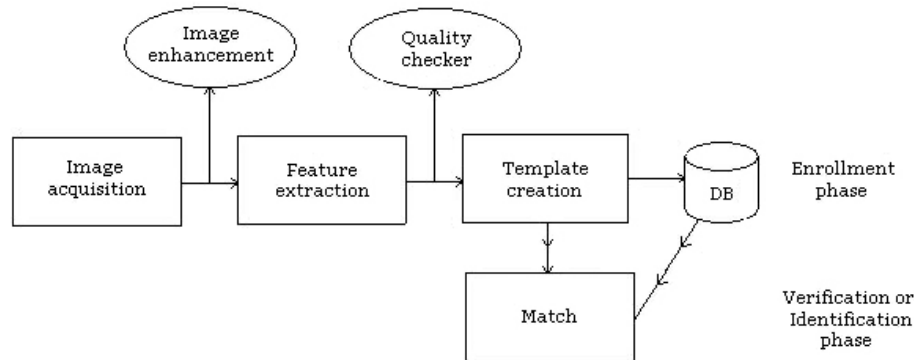 Image
enhancement
Quality
checker
Image
acquisition
Feature
extraction
Template
creation
DB
Enrollment
phase
Match
Verification or
Identification
phase